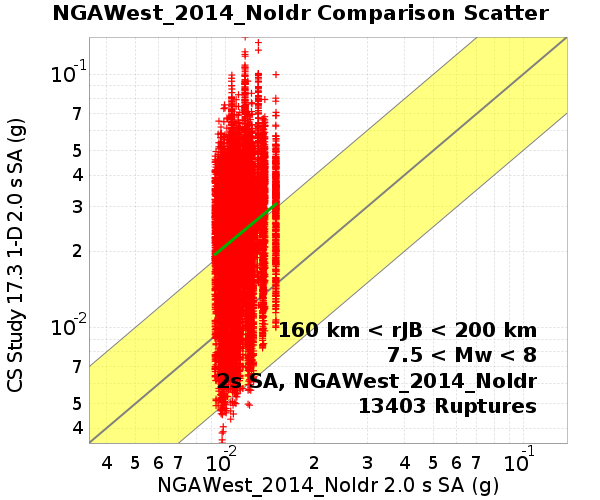 NGAWest_2014_NoIdr Comparison Scatter
CS Study 17.3 1-D 2.0 s SA (g)
10^-1
7
5
4
3
2
10^-2
7
5
4
160 km < rJB < 200 km
7.5 < Mw < 8
2s SA, NGAWest_2014_NoIdr
13403 Ruptures
4 5 6 7 10^-2 2 3 4 5 6 7 10^-1
NGAWest_2014_NoIdr 2.0 s SA (g)